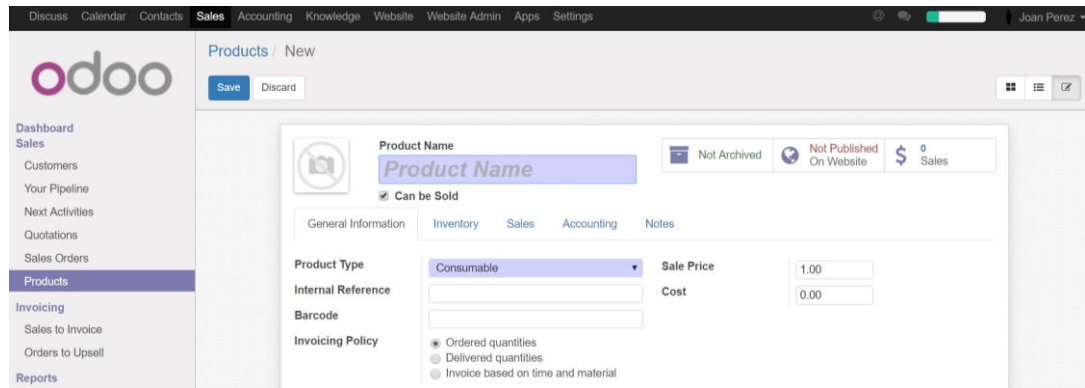 Discuss Calendar Contacts Sales Accounting Knowledge Website Website Admin Apps Settings @ Joan Perez
odoo
Products / New
Save Discard
Dashboard
Sales
Customers
Your Pipeline
Next Activities
Quotations
Sales Orders
Products
Invoicing
Sales to Invoice
Orders to Upsell
Reports
Product Name
Product Name
Can be Sold
Not Archived
Not Published
On Website
$ 0
Sales
General Information Inventory Sales Accounting Notes
Product Type Consumable
Internal Reference
Barcode
Invoicing Policy Ordered quantities
Delivered quantities
Invoice based on time and material
Sale Price 1.00
Cost 0.00